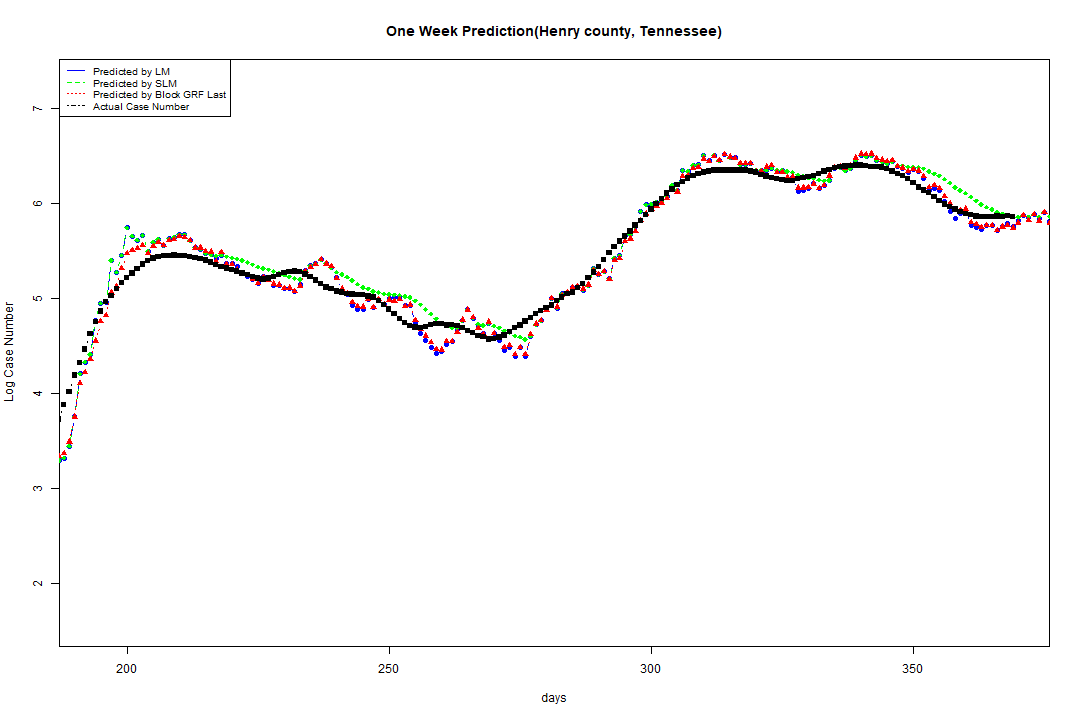 One Week Prediction(Henry county, Tennessee)
Predicted by LM
Predicted by SLM
Predicted by Block GRF Last
Actual Case Number
7
6
5
4
3
2
Log Case Number
200 250 300 350
days